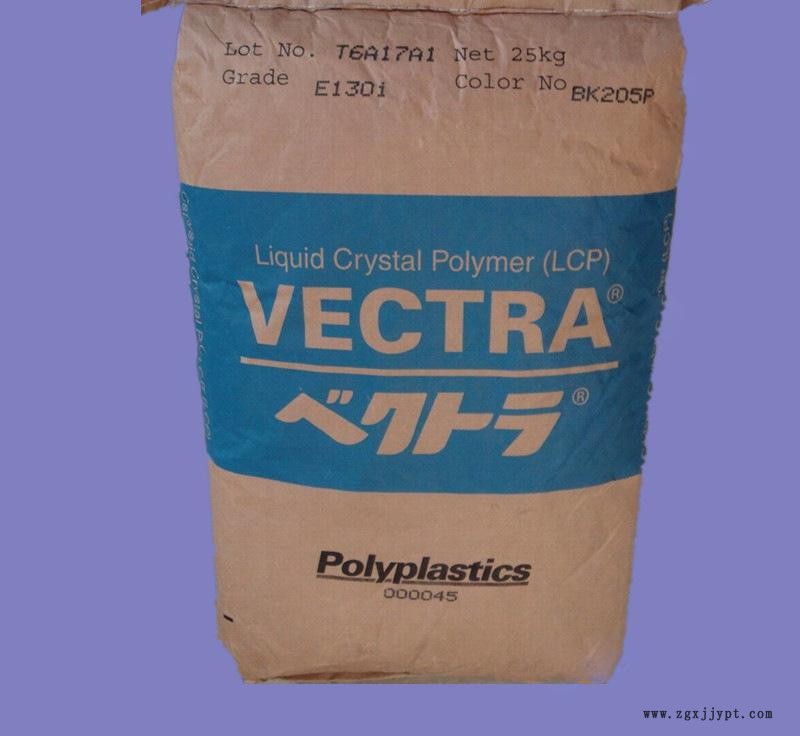 Lot No. T6A17A1 Net 25kg
Grade E130i Color No BK205P
Liquid Crystal Polymer (LCP)
VECTRA®
ベクトラ®
Polyplastics
000045
www.zgxjjypt.com